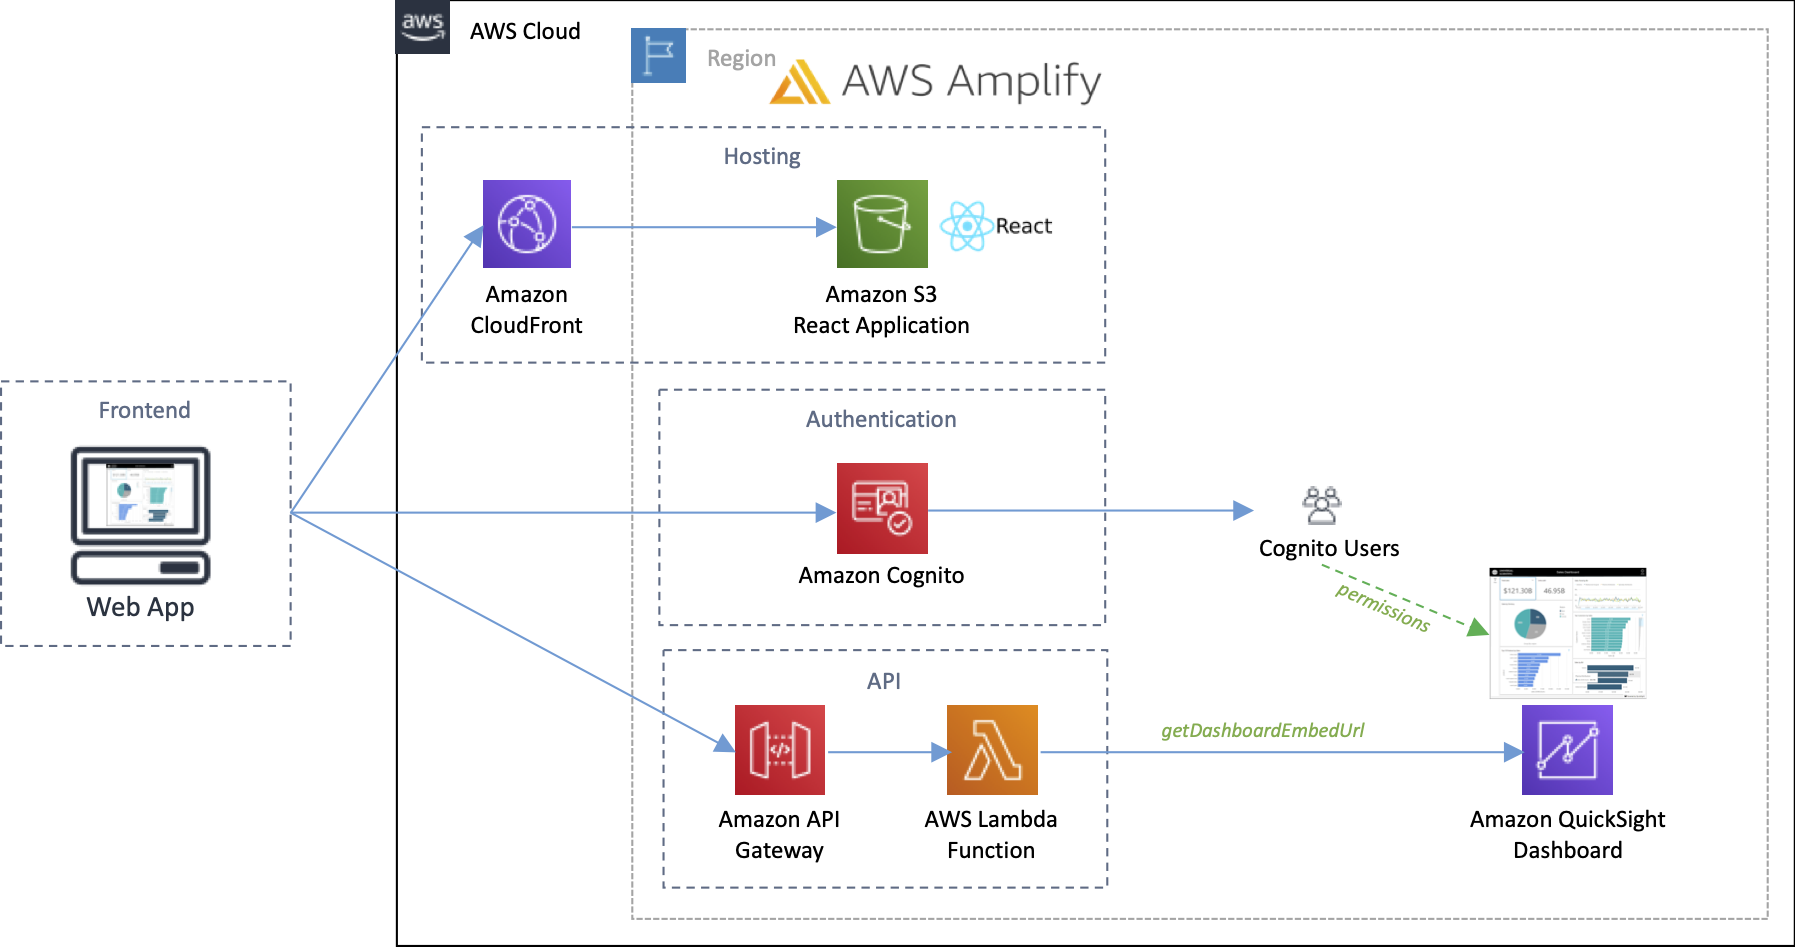 aws
AWS Cloud
Region
AWS Amplify
Hosting
React
Amazon
CloudFront
Amazon S3
React Application
Frontend
Web App
Authentication
Amazon Cognito
Cognito Users
permissions
$121.30B
46.95B
API
getDashboardEmbedUrl
Amazon API
Gateway
AWS Lambda
Function
Amazon QuickSight
Dashboard